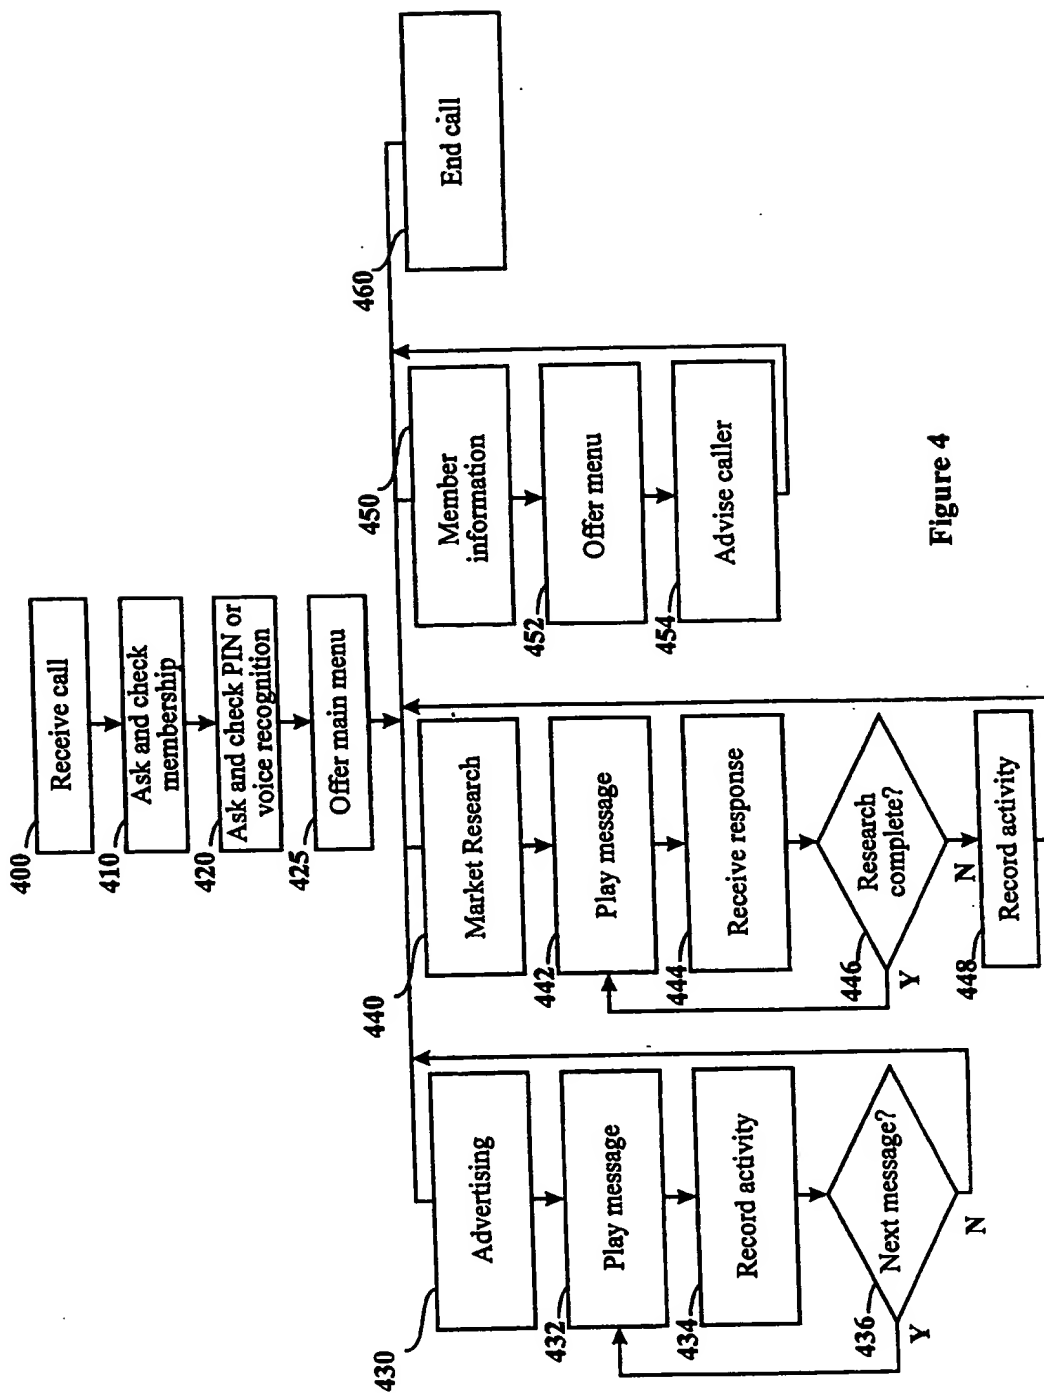 400
Receive call
410
Ask and check
membership
420
Ask and check PIN or
voice recognition
425
Offer main menu
430
Advertising
432
Play message
434
Record activity
436
Next message?
Y
N
440
Market Research
442
Play message
444
Receive response
446
Research
complete?
Y
N
448
Record activity
450
Member
information
452
Offer menu
454
Advise caller
460
End call
Figure 4